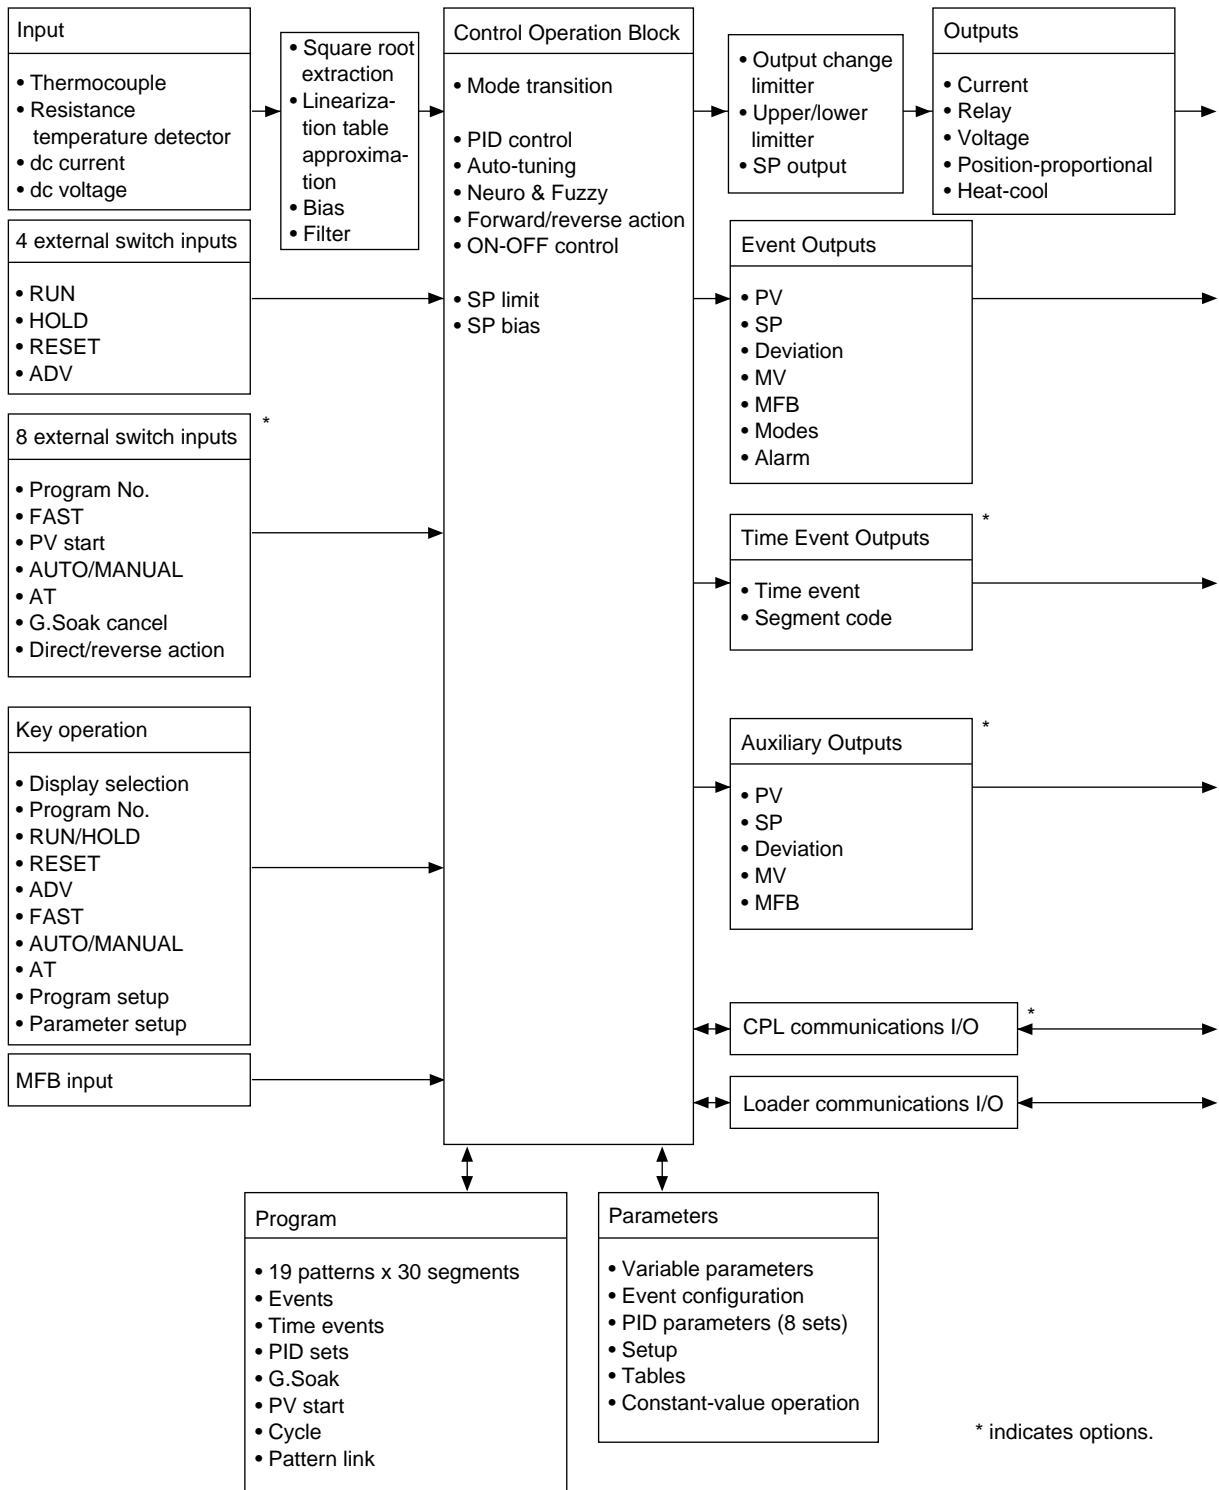 Input
• Thermocouple
• Resistance
temperature detector
• dc current
• dc voltage
• Square root
extraction
• Lineariza-
tion table
approxima-
tion
• Bias
• Filter
Control Operation Block
• Mode transition
• PID control
• Auto-tuning
• Neuro & Fuzzy
• Forward/reverse action
• ON-OFF control
• SP limit
• SP bias
• Output change
limitter
• Upper/lower
limitter
• SP output
Outputs
• Current
• Relay
• Voltage
• Position-proportional
• Heat-cool
4 external switch inputs
• RUN
• HOLD
• RESET
• ADV
Event Outputs
• PV
• SP
• Deviation
• MV
• MFB
• Modes
• Alarm
8 external switch inputs
*
• Program No.
• FAST
• PV start
• AUTO/MANUAL
• AT
• G.Soak cancel
• Direct/reverse action
Time Event Outputs
*
• Time event
• Segment code
Key operation
• Display selection
• Program No.
• RUN/HOLD
• RESET
• ADV
• FAST
• AUTO/MANUAL
• AT
• Program setup
• Parameter setup
Auxiliary Outputs
*
• PV
• SP
• Deviation
• MV
• MFB
CPL communications I/O
*
MFB input
Loader communications I/O
Program
• 19 patterns x 30 segments
• Events
• Time events
• PID sets
• G.Soak
• PV start
• Cycle
• Pattern link
Parameters
• Variable parameters
• Event configuration
• PID parameters (8 sets)
• Setup
• Tables
• Constant-value operation
* indicates options.